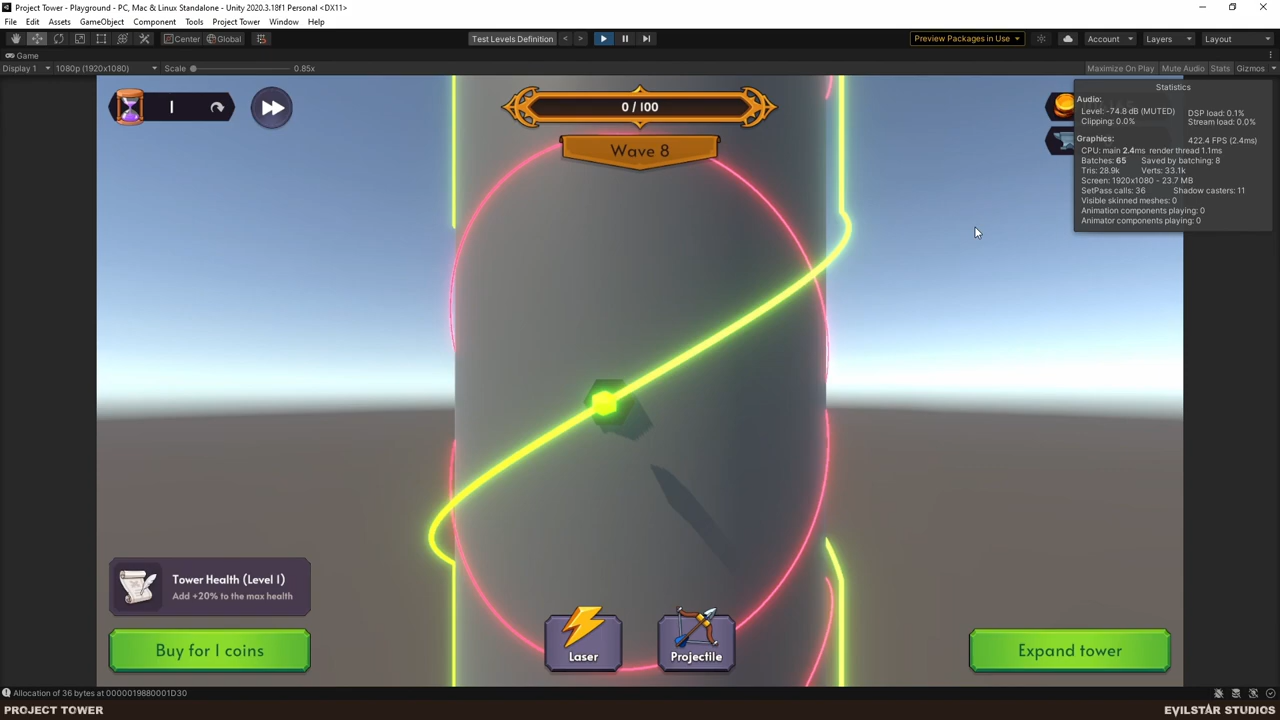 Project Tower - Playground - PC, Mac & Linux Standalone - Unity 2020.3.18f1 Personal <DX11>
File Edit Assets GameObject Component Tools Project Tower Window Help
Center Global Test Levels Definition < > Preview Packages in Use Account Layers Layout
Game
Display 1 1080p (1920x1080) Scale 0.85x Maximize On Play Mute Audio Stats Gizmos
Statistics
Audio:
Level: -74.8 dB (MUTED) DSP load: 0.1%
Clipping: 0.0% Stream load: 0.0%
Graphics: 422.4 FPS (2.4ms)
CPU: main 2.4ms render thread 1.1ms
Batches: 65 Saved by batching: 8
Tris: 28.9k Verts: 33.1k
Screen: 1920x1080 - 23.7 MB
SetPass calls: 36 Shadow casters: 11
Visible skinned meshes: 0
Animation components playing: 0
Animator components playing: 0
1
0 / 100
Wave 8
Tower Health (Level 1)
Add +20% to the max health
Buy for 1 coins
Laser
Projectile
Expand tower
Allocation of 36 bytes at 0000019880001D30
PROJECT TOWER
EVILSTAR STUDIOS